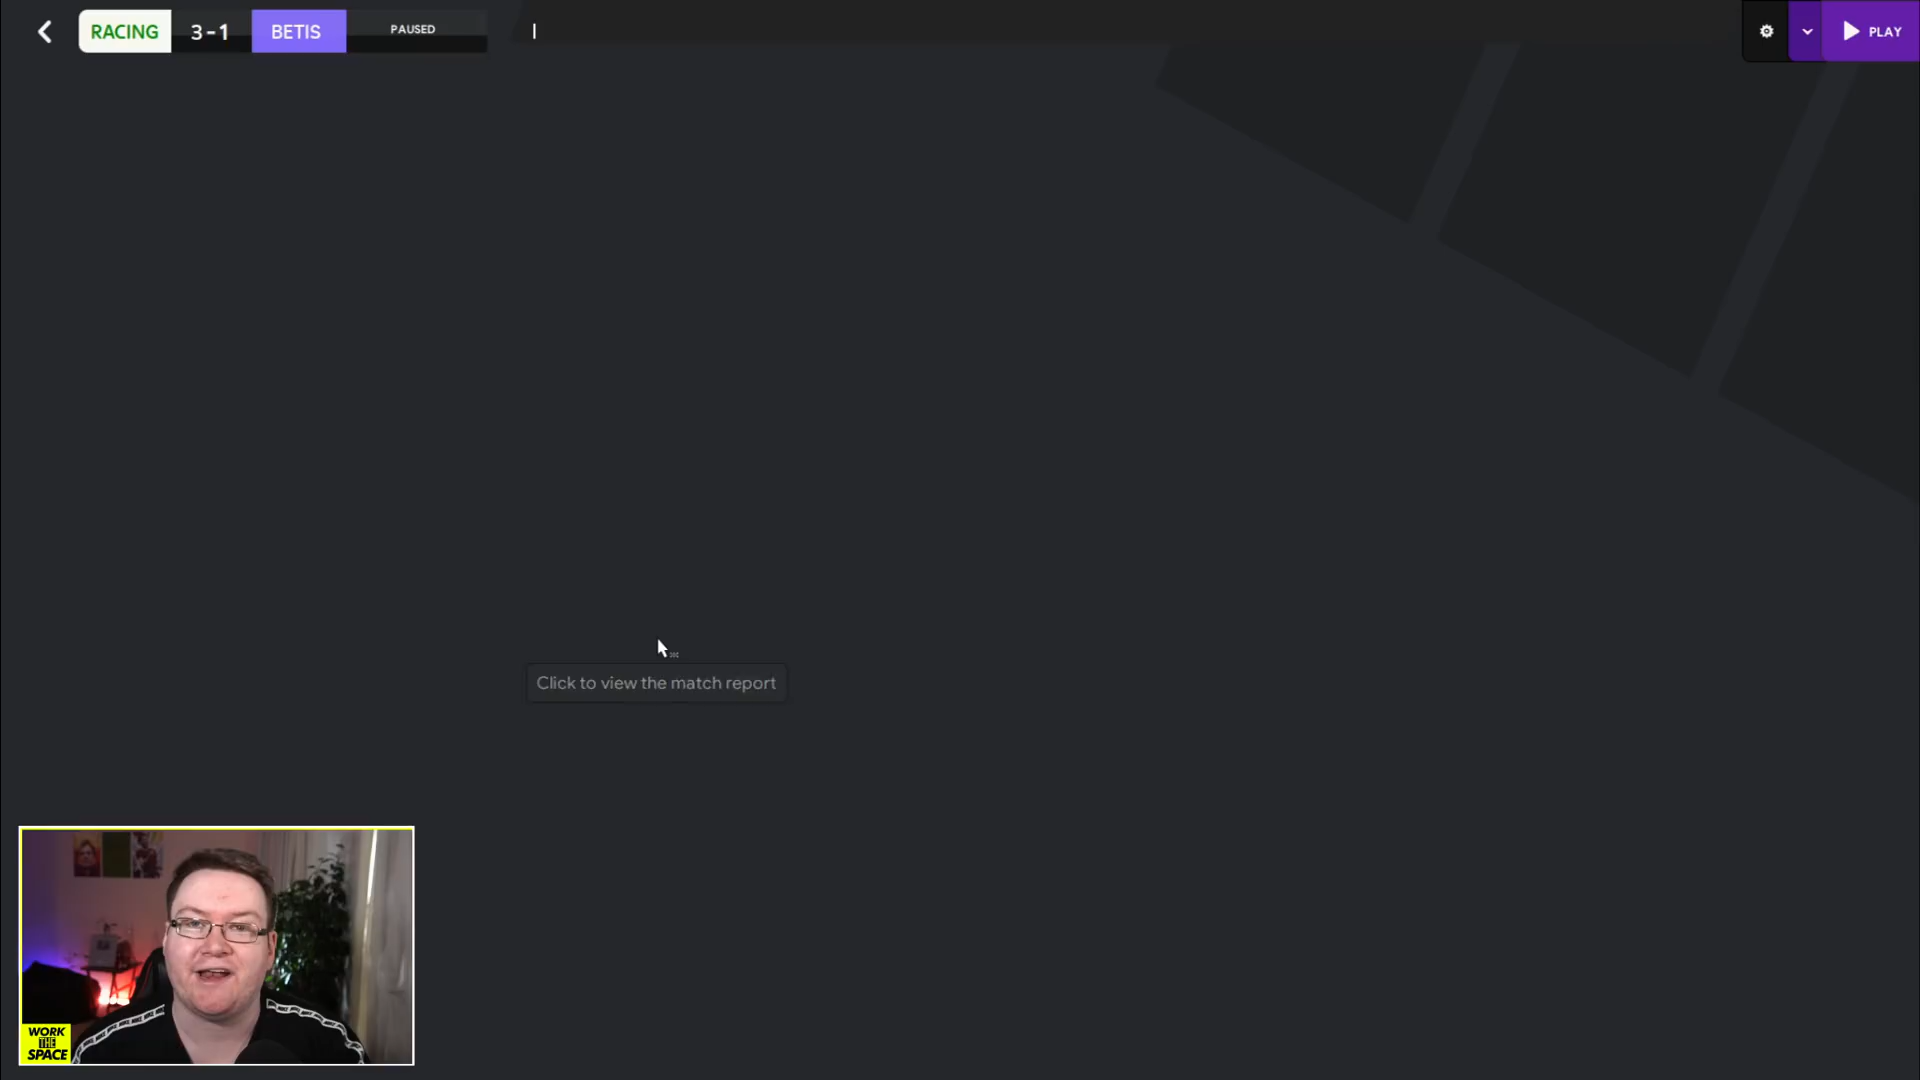 RACING 3-1 BETIS PAUSED
PLAY
Click to view the match report
WORK
THE
SPACE